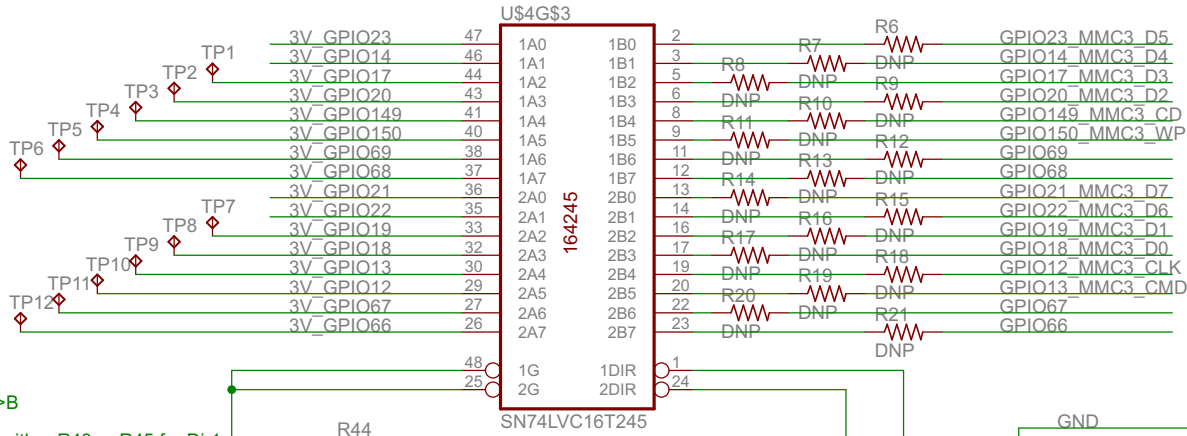 U$4G$3
3V_GPIO23 47 1A0 1B0 2 R6 GPIO23_MMC3_D5
3V_GPIO14 46 1A1 1B1 3 R7 DNP GPIO14_MMC3_D4
TP1 3V_GPIO17 44 1A2 1B2 5 R8 DNP GPIO17_MMC3_D3
TP2 3V_GPIO20 43 1A3 1B3 6 R9 DNP GPIO20_MMC3_D2
TP3 3V_GPIO149 41 1A4 1B4 8 R10 DNP GPIO149_MMC3_CD
TP4 3V_GPIO150 40 1A5 1B5 9 R11 DNP GPIO150_MMC3_WP
TP5 3V_GPIO69 38 1A6 1B6 11 R12 DNP GPIO69
TP6 3V_GPIO68 37 1A7 1B7 12 R13 DNP GPIO68
3V_GPIO21 36 2A0 2B0 13 R14 DNP GPIO21_MMC3_D7
3V_GPIO22 35 2A1 2B1 14 R15 DNP GPIO22_MMC3_D6
TP7 3V_GPIO19 33 2A2 2B2 16 R16 DNP GPIO19_MMC3_D1
TP8 3V_GPIO18 32 2A3 2B3 17 R17 DNP GPIO18_MMC3_D0
TP9 3V_GPIO13 30 2A4 2B4 19 R18 DNP GPIO12_MMC3_CLK
TP10 3V_GPIO12 29 2A5 2B5 20 R19 DNP GPIO13_MMC3_CMD
TP11 3V_GPIO67 27 2A6 2B6 22 R20 DNP GPIO67
TP12 3V_GPIO66 26 2A7 2B7 23 R21 DNP GPIO66
164245
48 1G 1DIR 1
25 2G 2DIR 24
>B
SN74LVC16T245
R44
GND